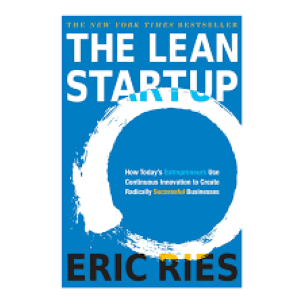 THE NEW YORK TIMES BESTSELLER
THE LEAN
STARTUP
How Today's Entrepreneurs Use
Continuous Innovation to Create
Radically Successful Businesses
ERIC RIES